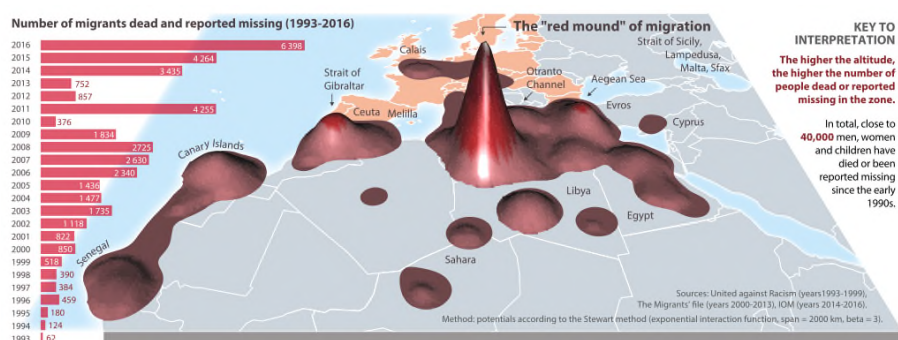 Number of migrants dead and reported missing (1993-2016)
2016 6 398
2015 4 264
2014 3 435
2013 752
2012 857
2011 4 255
2010 376
2009 1 834
2008 2725
2007 2 630
2006 2 340
2005 1 436
2004 1 477
2003 1 735
2002 1 118
2001 822
2000 850
1999 518
1998 390
1997 384
1996 459
1995 180
1994 124
1993 62
The "red mound" of migration
Calais
Strait of
Gibraltar
Ceuta Melilla
Canary Islands
Senegal
Otranto
Channel
Aegean Sea
Evros
Strait of Sicily,
Lampedusa,
Malta, Sfax
Cyprus
Libya
Egypt
Sahara
KEY TO
INTERPRETATION
The higher the altitude,
the higher the number of
people dead or reported
missing in the zone.
In total, close to
40,000 men, women
and children have
died or been
reported missing
since the early
1990s.
Sources: United against Racism (years1993-1999),
The Migrants' file (years 2000-2013), IOM (years 2014-2016).
Method: potentials according to the Stewart method (exponential interaction function, span = 2000 km, beta = 3).